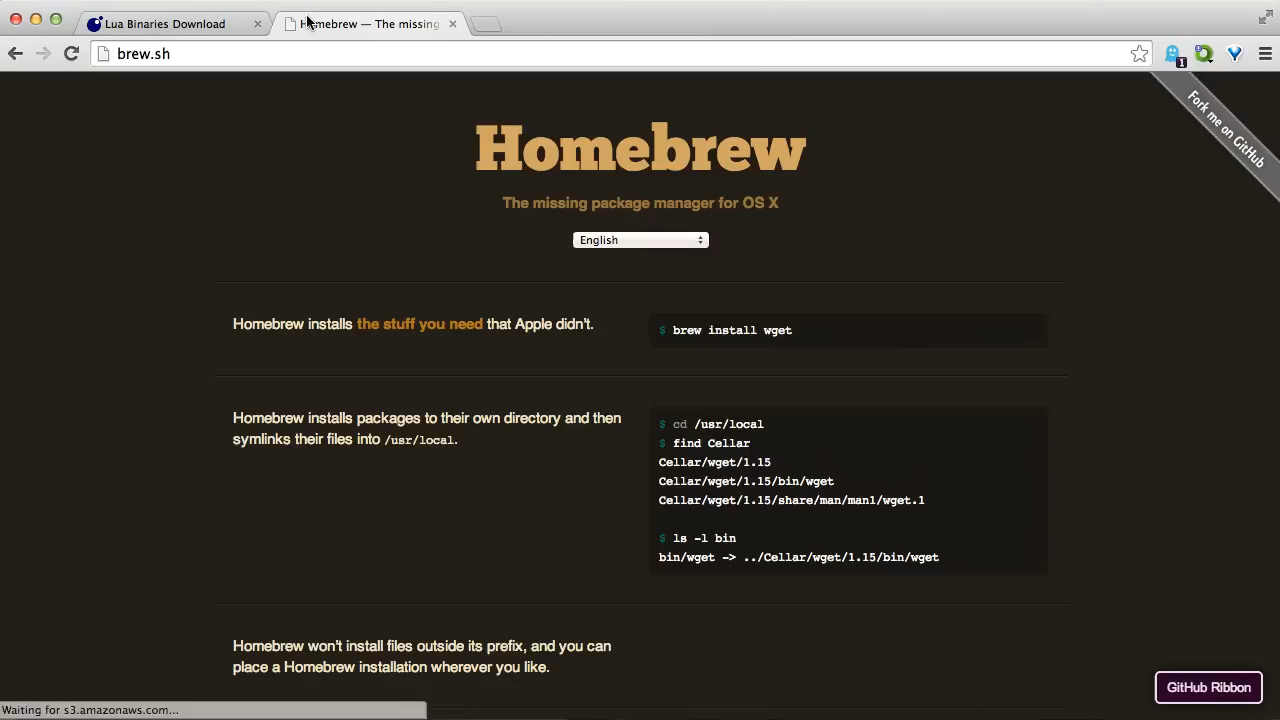 Lua Binaries Download
Homebrew — The missing
brew.sh
1
Fork me on GitHub
Homebrew
The missing package manager for OS X
English
Homebrew installs the stuff you need that Apple didn't.
$ brew install wget
Homebrew installs packages to their own directory and then
symlinks their files into /usr/local.
$ cd /usr/local
$ find Cellar
Cellar/wget/1.15
Cellar/wget/1.15/bin/wget
Cellar/wget/1.15/share/man/man1/wget.1
$ ls -l bin
bin/wget -> ../Cellar/wget/1.15/bin/wget
Homebrew won't install files outside its prefix, and you can
place a Homebrew installation wherever you like.
GitHub Ribbon
Waiting for s3.amazonaws.com...